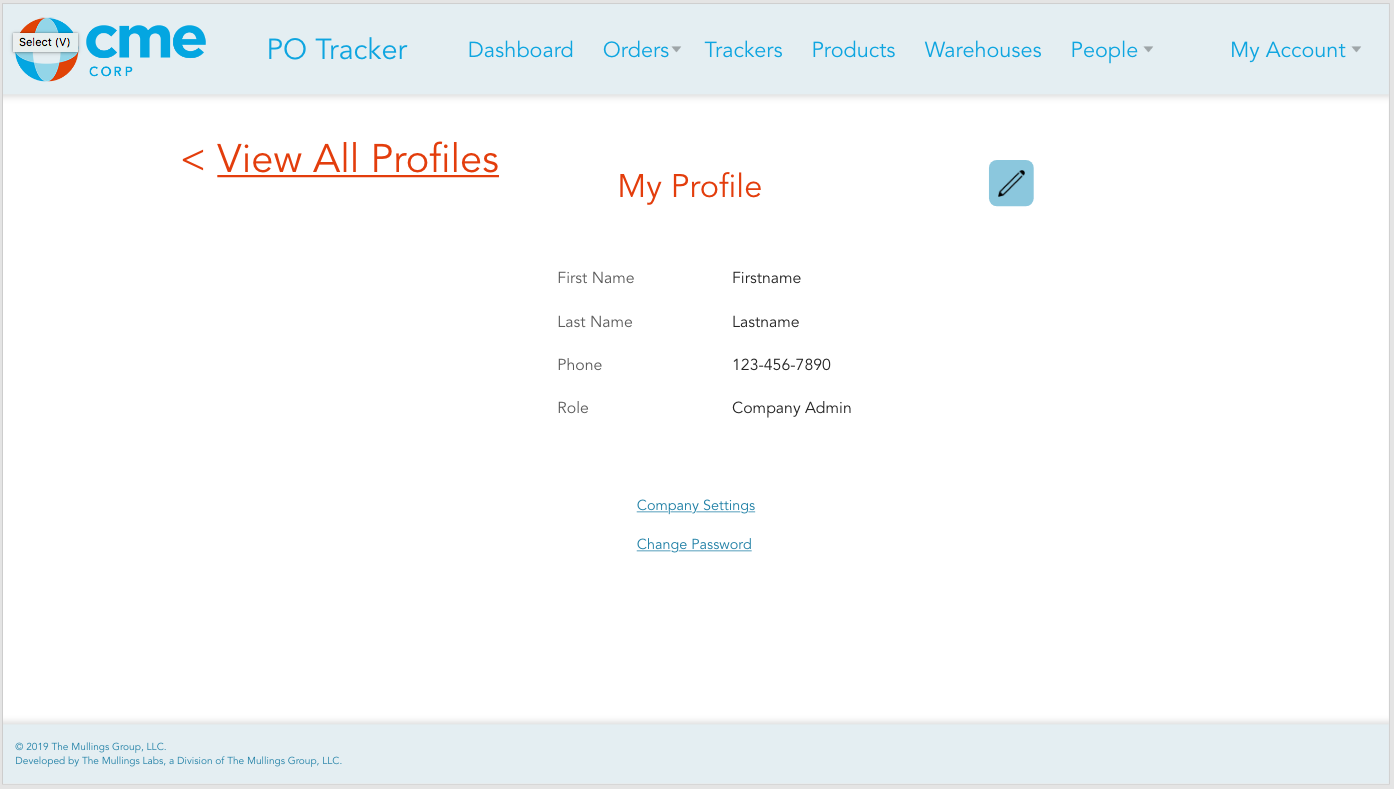 Select (V)
cme
CORP
PO Tracker
Dashboard
Orders
Trackers
Products
Warehouses
People
My Account
< View All Profiles
My Profile
First Name Firstname
Last Name Lastname
Phone 123-456-7890
Role Company Admin
Company Settings
Change Password
© 2019 The Mullings Group, LLC.
Developed by The Mullings Labs, a Division of The Mullings Group, LLC.